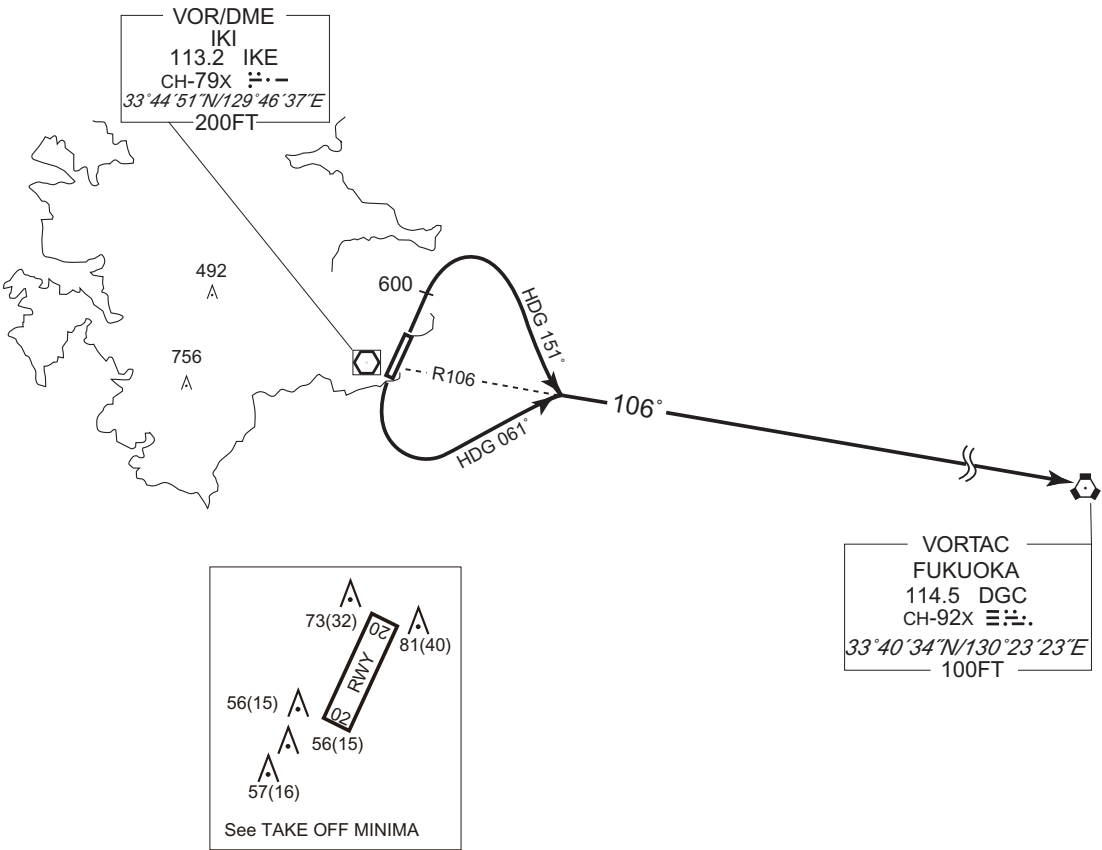 VOR/DME
IKI
113.2 IKE
CH-79X
33°44´51˝N/129°46´37˝E
200FT
492
600
HDG 151°
756
R106
106°
HDG 061°
VORTAC
FUKUOKA
114.5 DGC
CH-92X
33°40´34˝N/130°23´23˝E
100FT
73(32)
20
81(40)
RWY
56(15)
02
56(15)
57(16)
See TAKE OFF MINIMA